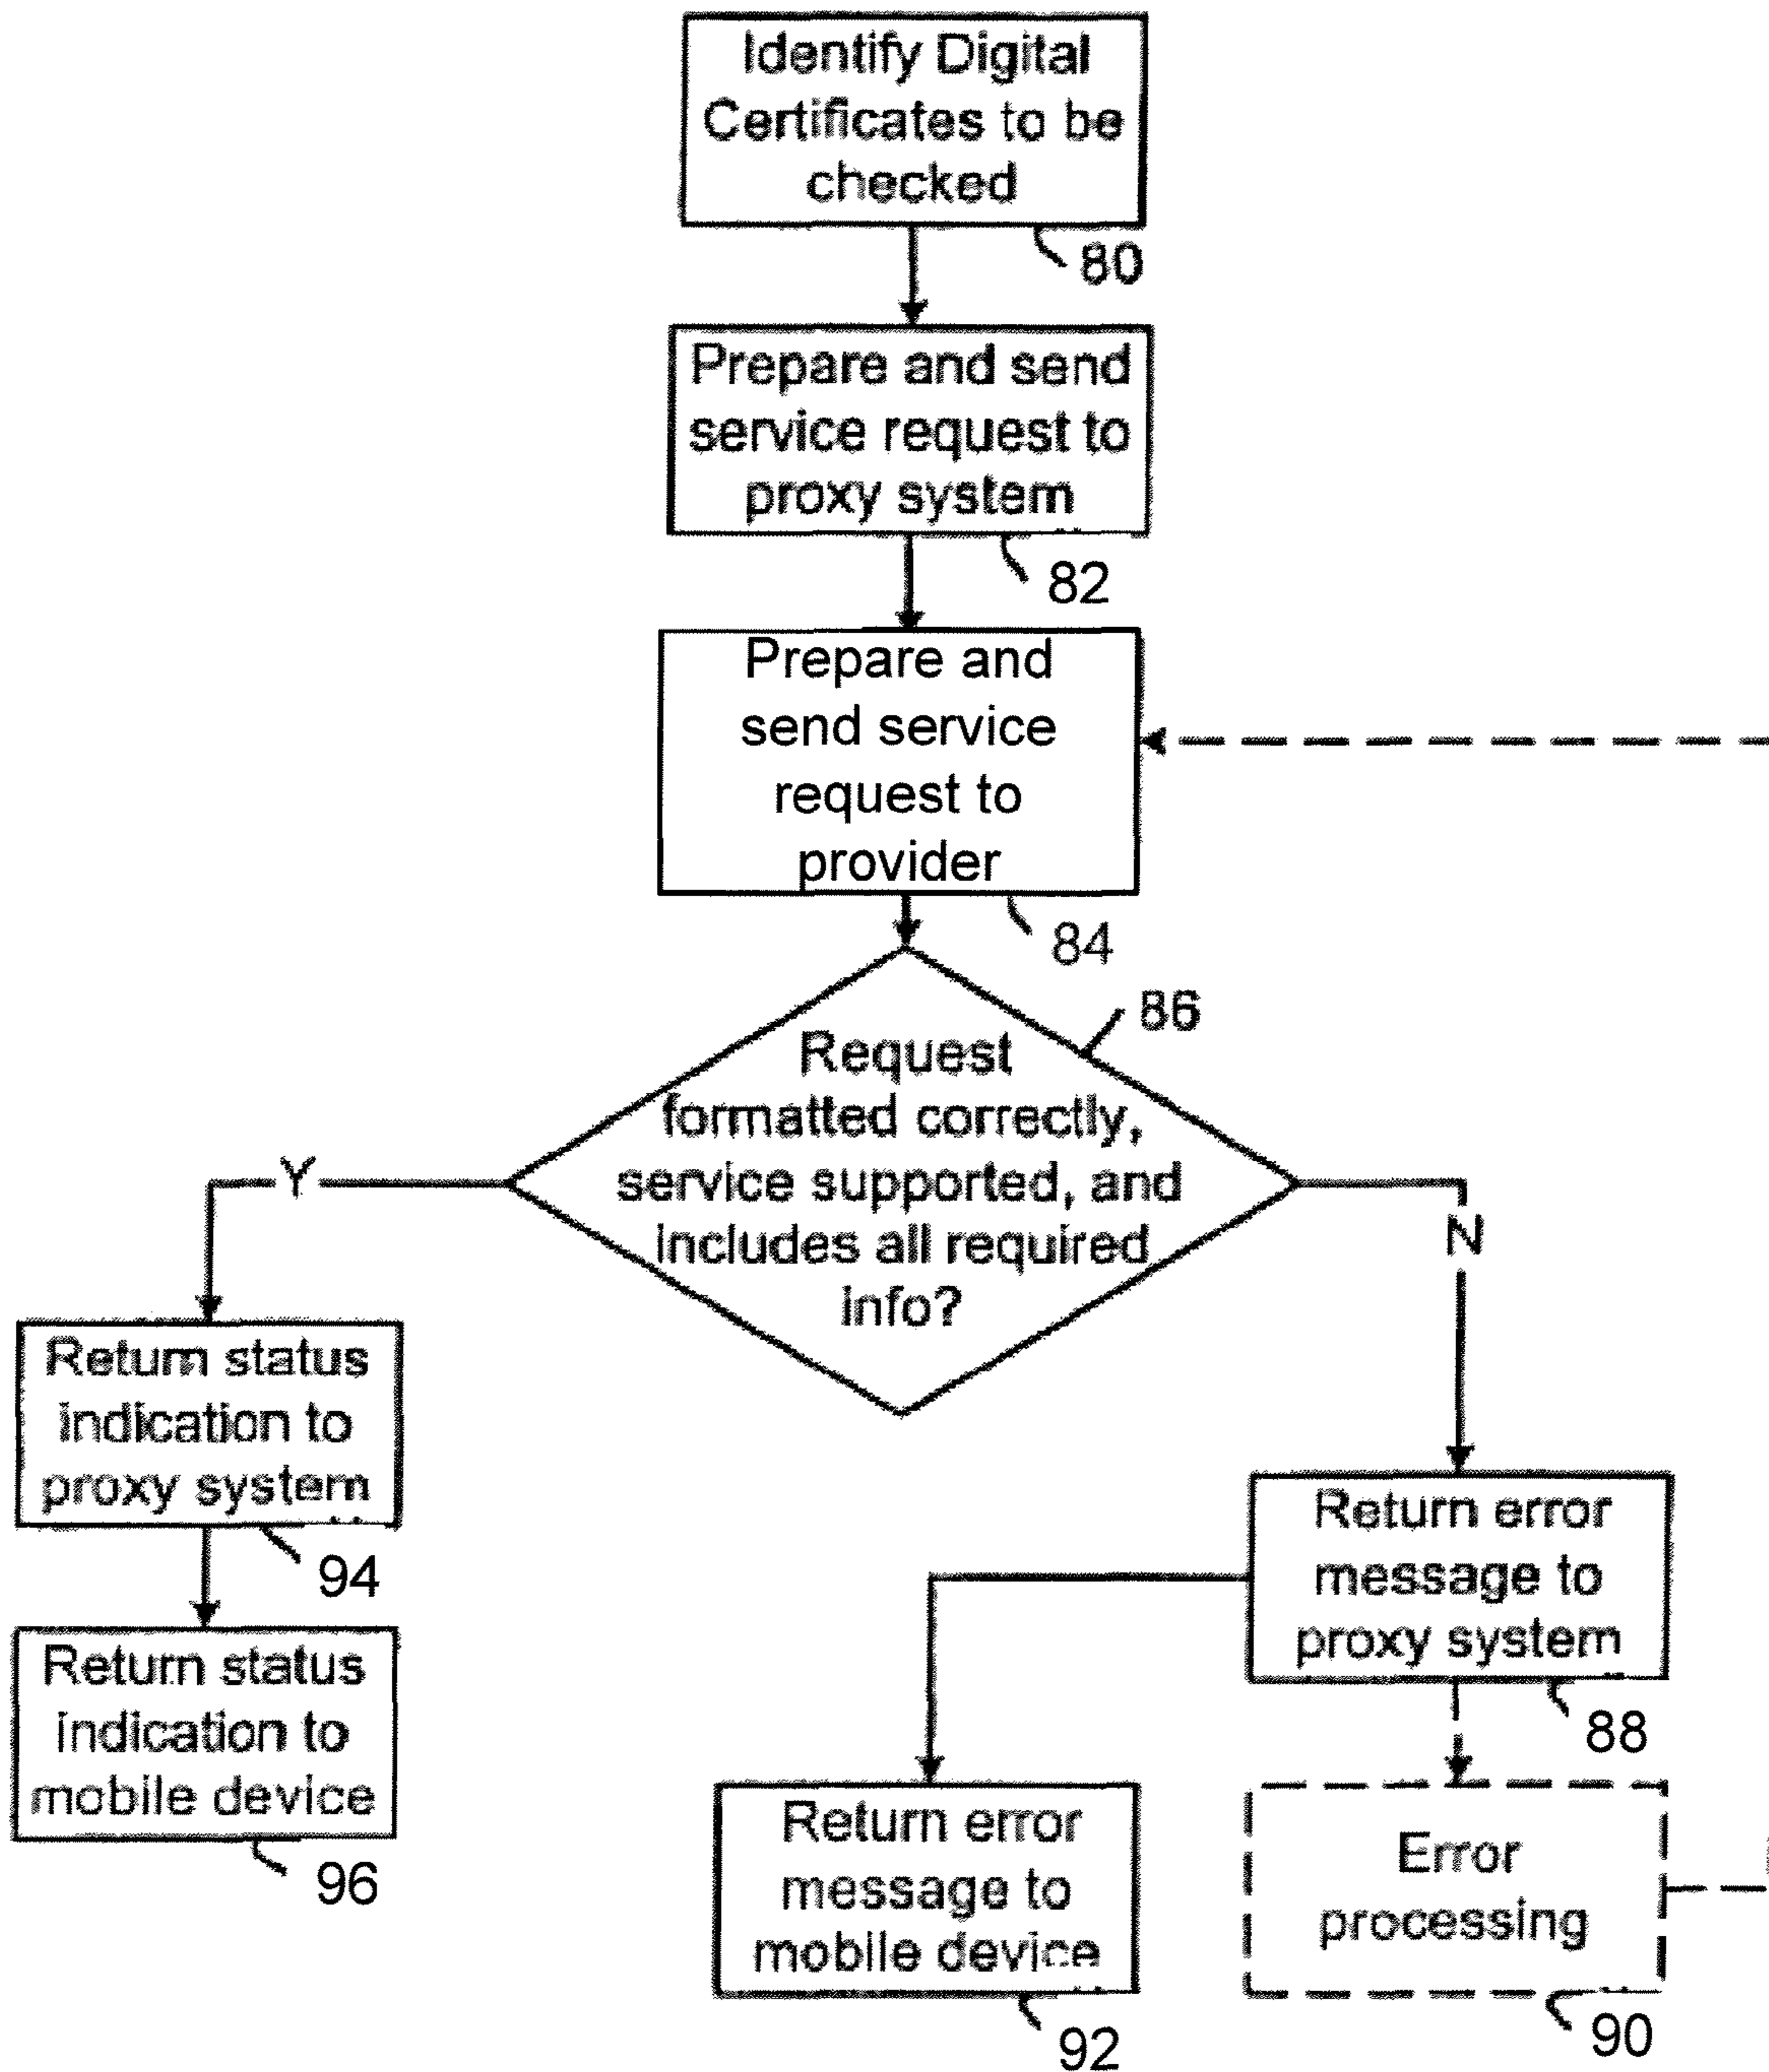 Identify Digital
Certificates to be
checked
80
Prepare and send
service request to
proxy system
82
Prepare and
send service
request to
provider
84
86
Request
formatted correctly,
service supported, and
includes all required
info?
Y
N
Return status
indication to
proxy system
94
Return status
indication to
mobile device
96
Return error
message to
proxy system
88
Return error
message to
mobile device
92
Error
processing
90